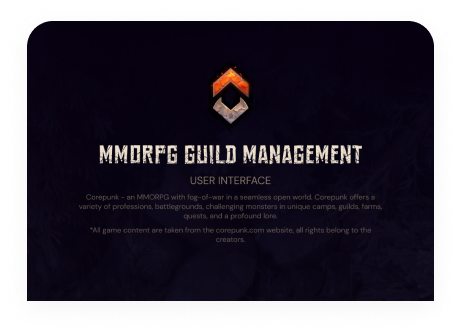 MMORPG GUILD MANAGEMENT
USER INTERFACE
Corepunk - an MMORPG with fog-of-war in a seamless open world. Corepunk offers a
variety of professions, battlegrounds, challenging monsters in unique camps, guilds, farms,
quests, and a profound lore.
*All game content are taken from the corepunk.com website, all rights belong to the
creators.